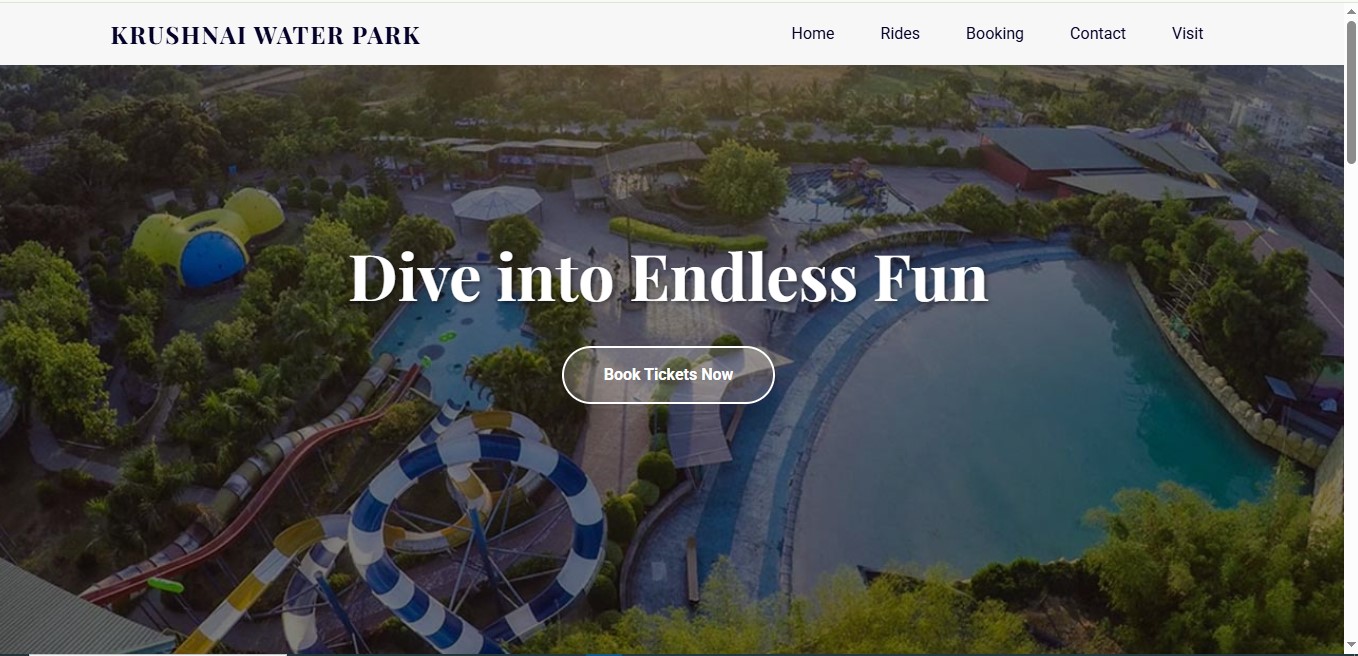 KRUSHNAI WATER PARK
Home Rides Booking Contact Visit
Dive into Endless Fun
Book Tickets Now